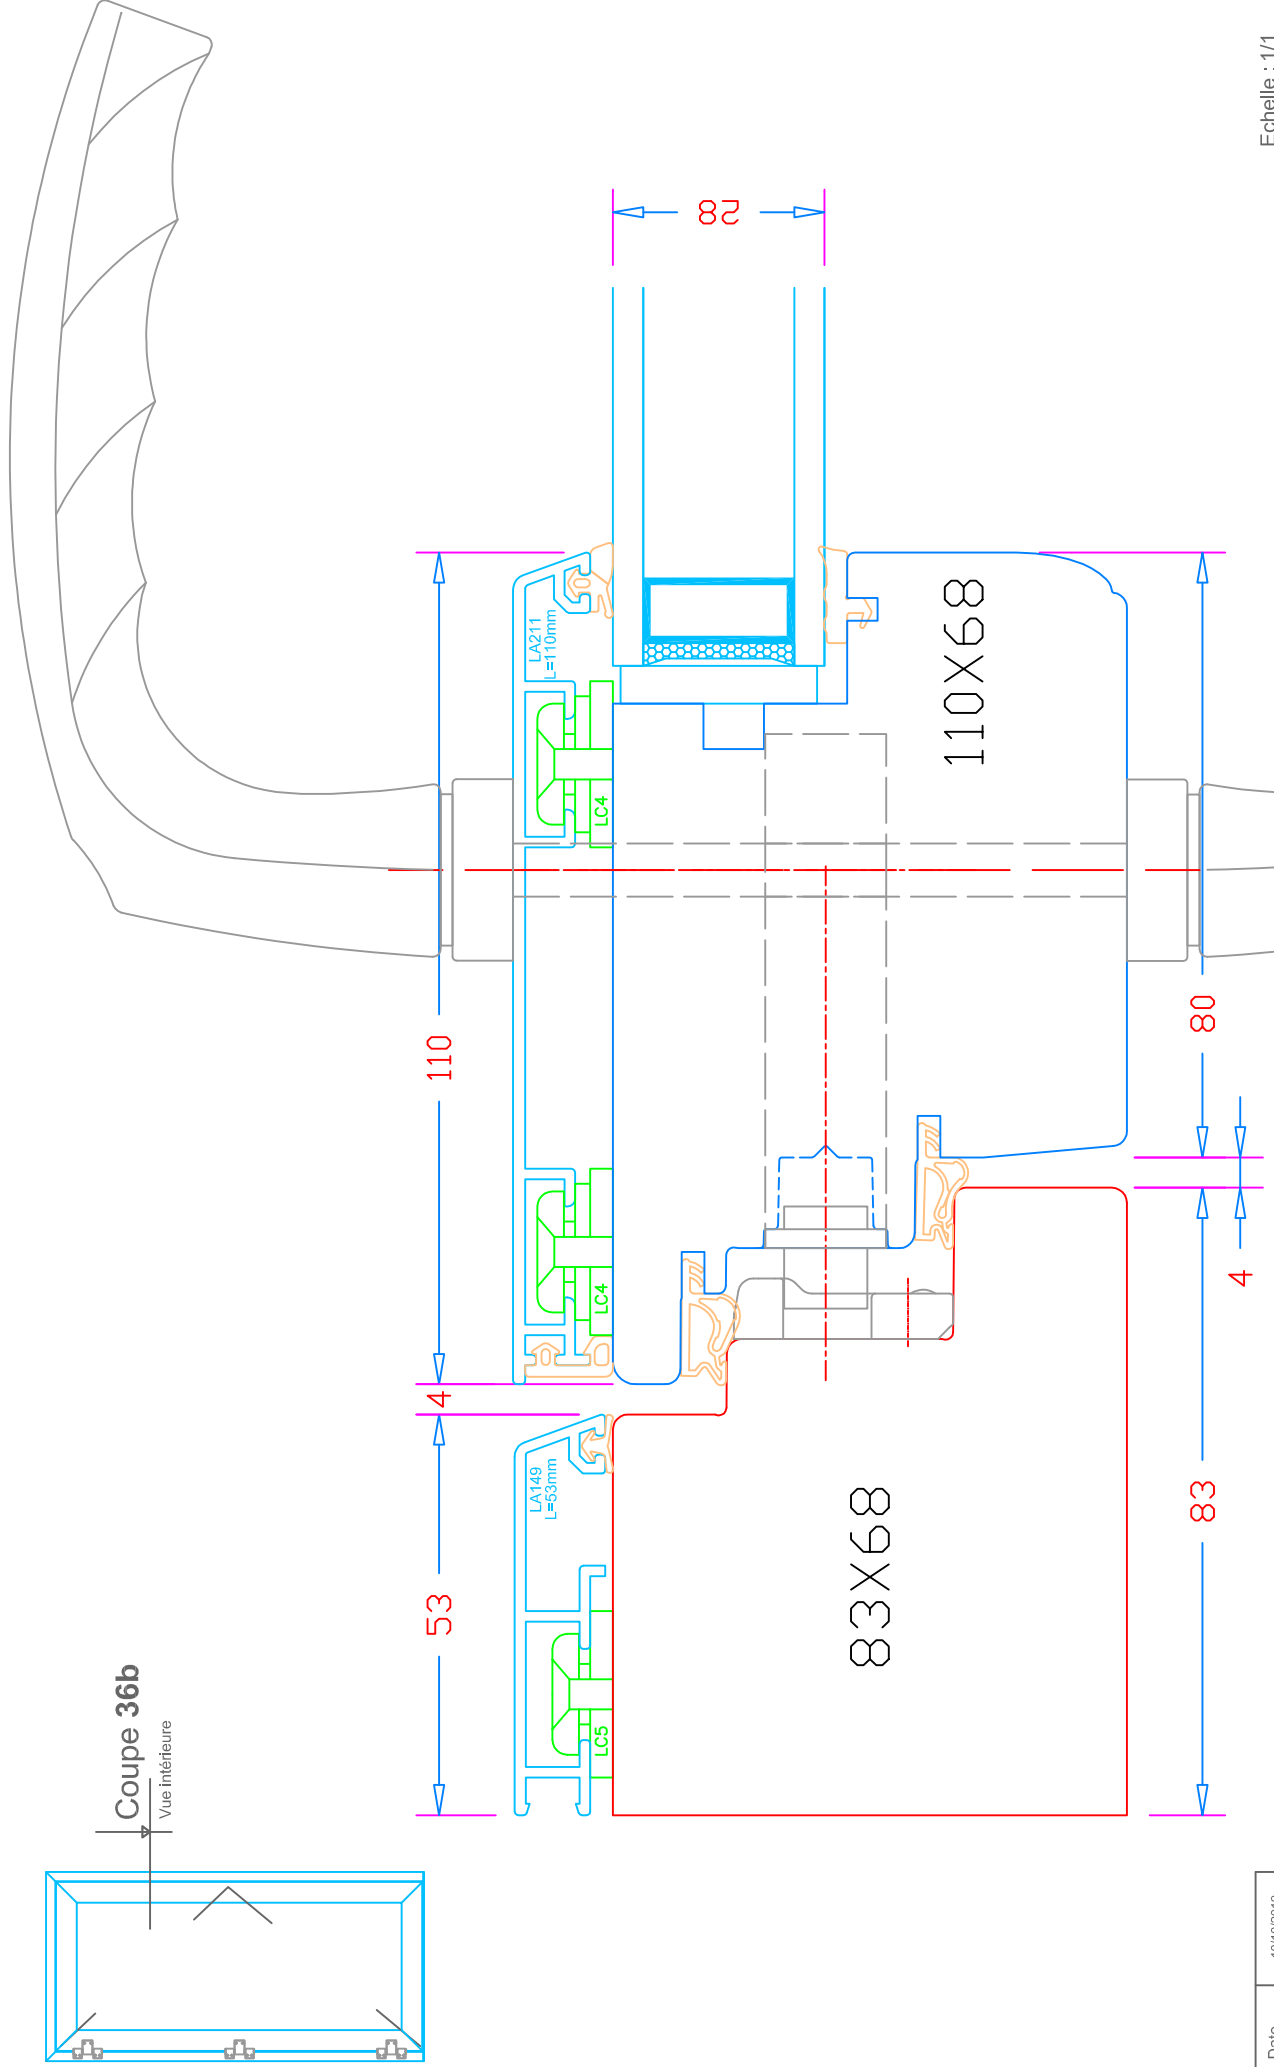 Coupe 36b
Vue intérieure
53
4
110
LA149
L=53mm
LA211
L=110mm
LC5
LC4
LC4
28
83X68
110X68
83
4
80
Echelle : 1/1
Date